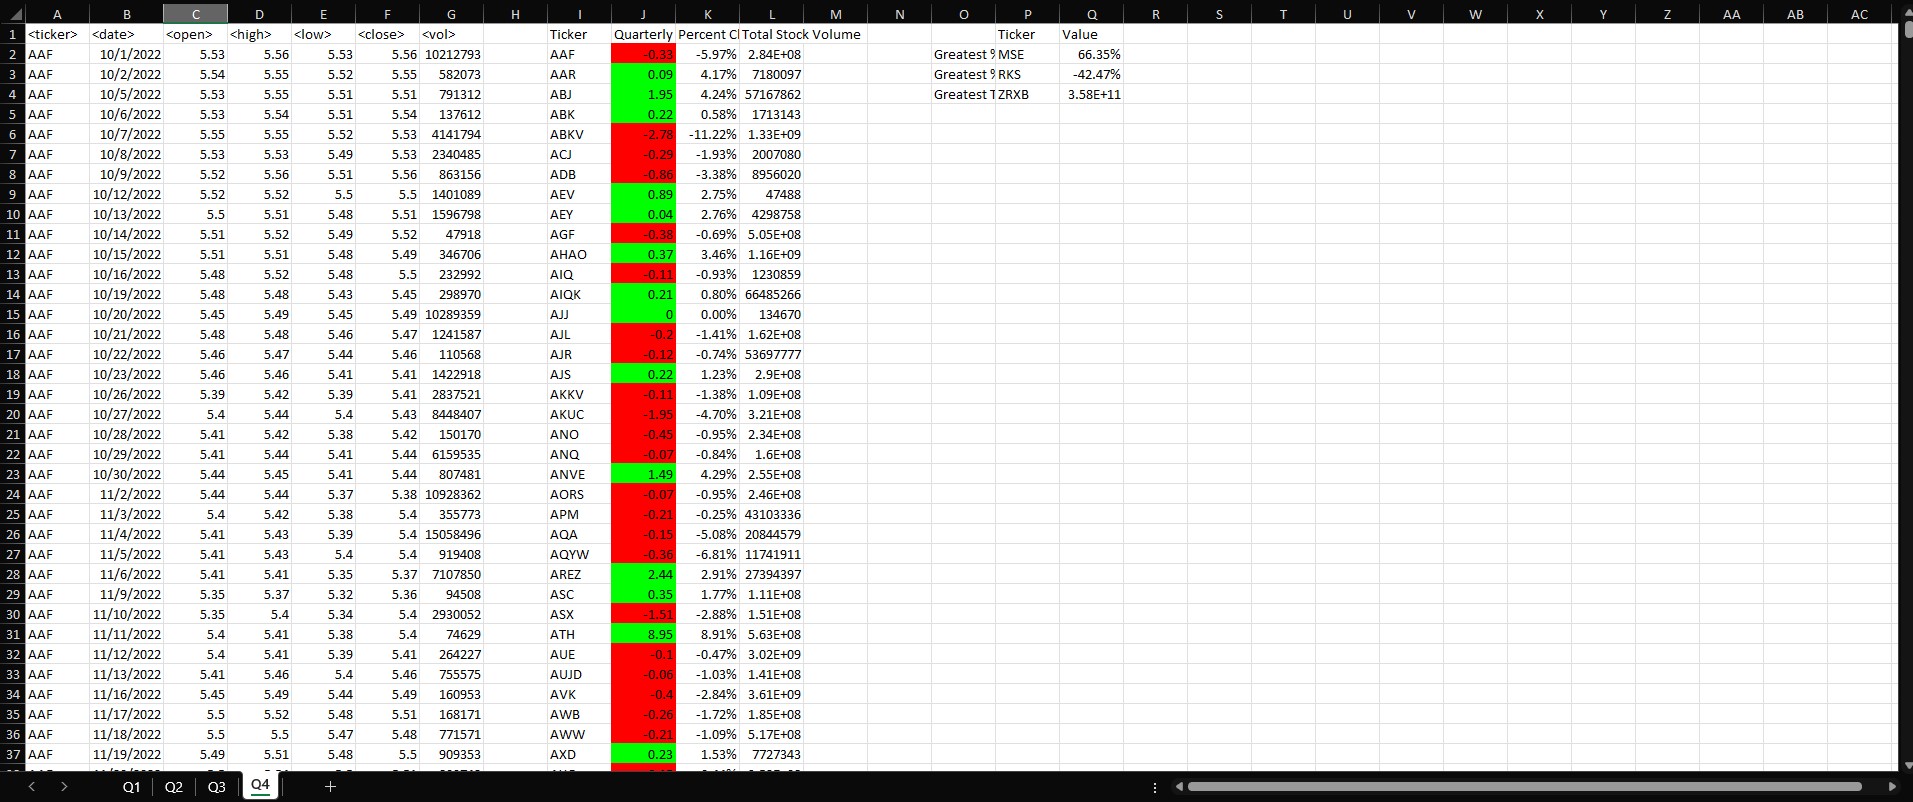 A B C D E F G H I J K L M N O P Q R S T U V W X Y Z AA AB AC
1 <ticker> <date> <open> <high> <low> <close> <vol> Ticker Quarterly Percent Cl Total Stock Volume Ticker Value
2 AAF 10/1/2022 5.53 5.56 5.53 5.56 10212793 AAF -0.33 -5.97% 2.84E+08 Greatest % MSE 66.35%
3 AAF 10/2/2022 5.54 5.55 5.52 5.55 582073 AAR 0.09 4.17% 7180097 Greatest % RKS -42.47%
4 AAF 10/5/2022 5.53 5.55 5.51 5.51 791312 ABJ 1.95 4.24% 57167862 Greatest T ZRXB 3.58E+11
5 AAF 10/6/2022 5.53 5.54 5.51 5.54 137612 ABK 0.22 0.58% 1713143
6 AAF 10/7/2022 5.55 5.55 5.52 5.53 4141794 ABKV -2.78 -11.22% 1.33E+09
7 AAF 10/8/2022 5.53 5.53 5.49 5.53 2340485 ACJ -0.29 -1.93% 2007080
8 AAF 10/9/2022 5.52 5.56 5.51 5.56 863156 ADB -0.86 -3.38% 8956020
9 AAF 10/12/2022 5.52 5.52 5.5 5.5 1401089 AEV 0.89 2.75% 47488
10 AAF 10/13/2022 5.5 5.51 5.48 5.51 1596798 AEY 0.04 2.76% 4298758
11 AAF 10/14/2022 5.51 5.52 5.49 5.52 47918 AGF -0.38 -0.69% 5.05E+08
12 AAF 10/15/2022 5.51 5.51 5.48 5.49 346706 AHAO 0.37 3.46% 1.16E+09
13 AAF 10/16/2022 5.48 5.52 5.48 5.5 232992 AIQ -0.11 -0.93% 1230859
14 AAF 10/19/2022 5.48 5.48 5.43 5.45 298970 AIQK 0.21 0.80% 66485266
15 AAF 10/20/2022 5.45 5.49 5.45 5.49 10289359 AJJ 0 0.00% 134670
16 AAF 10/21/2022 5.48 5.48 5.46 5.47 1241587 AJL -0.2 -1.41% 1.62E+08
17 AAF 10/22/2022 5.46 5.47 5.44 5.46 110568 AJR -0.12 -0.74% 53697777
18 AAF 10/23/2022 5.46 5.46 5.41 5.41 1422918 AJS 0.22 1.23% 2.9E+08
19 AAF 10/26/2022 5.39 5.42 5.39 5.41 2837521 AKKV -0.11 -1.38% 1.09E+08
20 AAF 10/27/2022 5.4 5.44 5.4 5.43 8448407 AKUC -1.95 -4.70% 3.21E+08
21 AAF 10/28/2022 5.41 5.42 5.38 5.42 150170 ANO -0.45 -0.95% 2.34E+08
22 AAF 10/29/2022 5.41 5.44 5.41 5.44 6159535 ANQ -0.07 -0.84% 1.6E+08
23 AAF 10/30/2022 5.44 5.45 5.41 5.44 807481 ANVE 1.49 4.29% 2.55E+08
24 AAF 11/2/2022 5.44 5.44 5.37 5.38 10928362 AORS -0.07 -0.95% 2.46E+08
25 AAF 11/3/2022 5.4 5.42 5.38 5.4 355773 APM -0.21 -0.25% 43103336
26 AAF 11/4/2022 5.41 5.43 5.39 5.4 15058496 AQA -0.15 -5.08% 20844579
27 AAF 11/5/2022 5.41 5.43 5.4 5.4 919408 AQYW -0.36 -6.81% 11741911
28 AAF 11/6/2022 5.41 5.41 5.35 5.37 7107850 AREZ 2.44 2.91% 27394397
29 AAF 11/9/2022 5.35 5.37 5.32 5.36 94508 ASC 0.35 1.77% 1.11E+08
30 AAF 11/10/2022 5.35 5.4 5.34 5.4 2930052 ASX -1.51 -2.88% 1.51E+08
31 AAF 11/11/2022 5.4 5.41 5.38 5.4 74629 ATH 8.95 8.91% 5.63E+08
32 AAF 11/12/2022 5.4 5.41 5.39 5.41 264227 AUE -0.1 -0.47% 3.02E+09
33 AAF 11/13/2022 5.41 5.46 5.4 5.46 755575 AUJD -0.06 -1.03% 1.41E+08
34 AAF 11/16/2022 5.45 5.49 5.44 5.49 160953 AVK -0.4 -2.84% 3.61E+09
35 AAF 11/17/2022 5.5 5.52 5.48 5.51 168171 AWB -0.26 -1.72% 1.85E+08
36 AAF 11/18/2022 5.5 5.5 5.47 5.48 771571 AWW -0.21 -1.09% 5.17E+08
37 AAF 11/19/2022 5.49 5.51 5.48 5.5 909353 AXD 0.23 1.53% 7727343
Q1 Q2 Q3 Q4 +